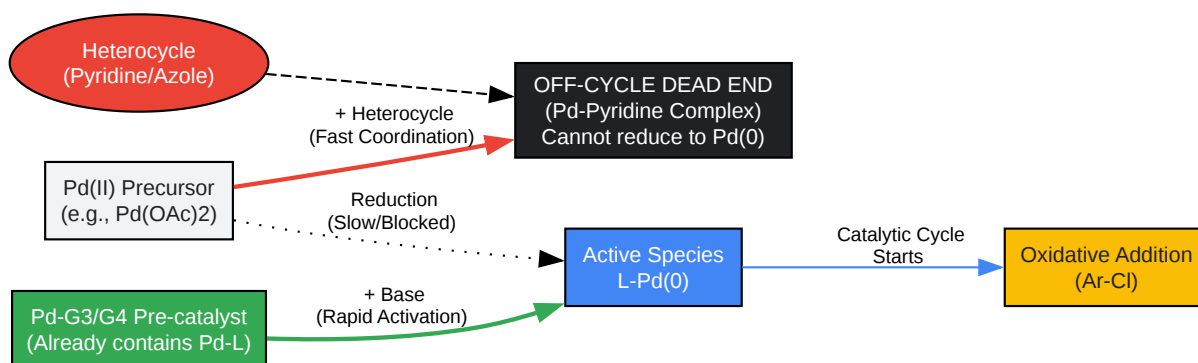 Heterocycle
(Pyridine/Azole)
OFF-CYCLE DEAD END
(Pd-Pyridine Complex)
Cannot reduce to Pd(0)
+ Heterocycle
(Fast Coordination)
Pd(II) Precursor
(e.g., Pd(OAc)2)
Reduction
(Slow/Blocked)
Active Species
L-Pd(0)
Catalytic Cycle
Starts
Oxidative Addition
(Ar-Cl)
+ Base
(Rapid Activation)
Pd-G3/G4 Pre-catalyst
(Already contains Pd-L)